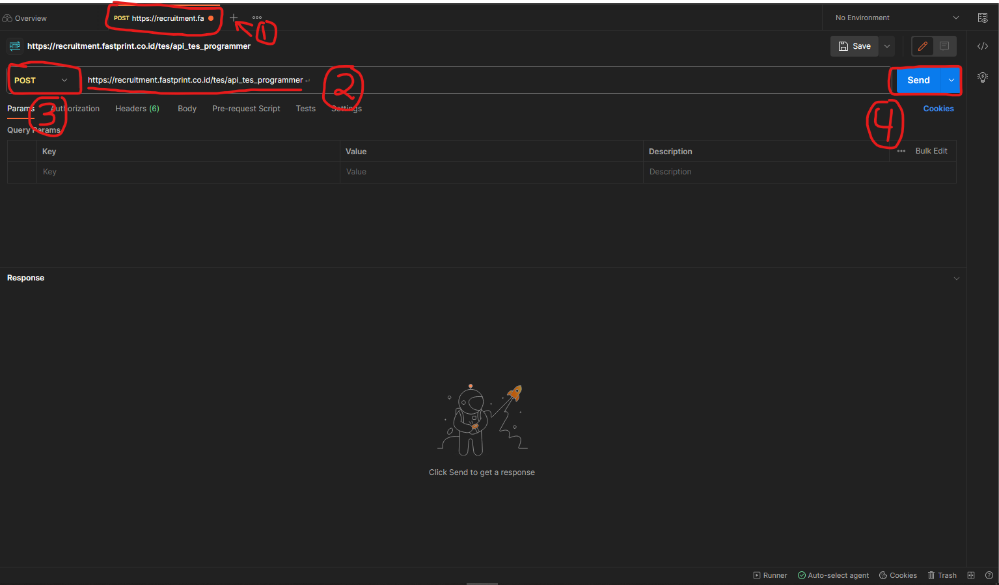 Overview
POST https://recruitment.fa
No Environment
1
HTTP https://recruitment.fastprint.co.id/tes/api_tes_programmer
Save
POST
https://recruitment.fastprint.co.id/tes/api_tes_programmer
2
Send
Params Authorization Headers (6) Body Pre-request Script Tests Settings
Cookies
3
4
Query Params
Key Value Description Bulk Edit
Key Value Description
Response
Click Send to get a response
Runner Auto-select agent Cookies Trash